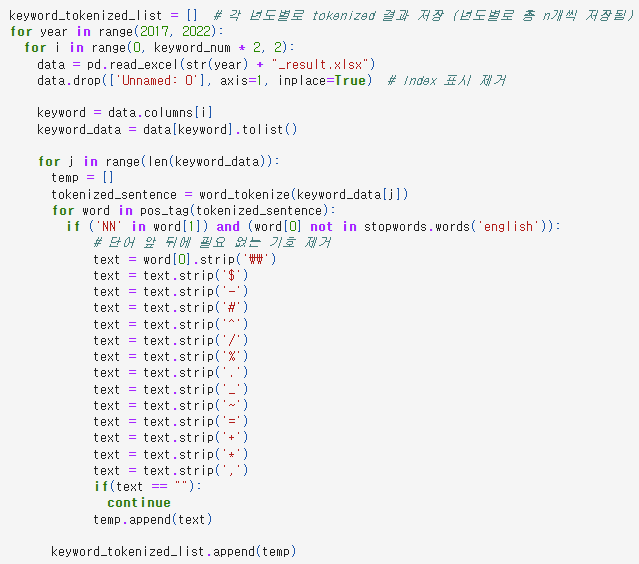 keyword_tokenized_list = []  # 각 년도별로 tokenized 결과 저장 (년도별로 총 n개씩 저장됨)
for year in range(2017, 2022):
  for i in range(0, keyword_num * 2, 2):
    data = pd.read_excel(str(year) + "_result.xlsx")
    data.drop(['Unnamed: 0'], axis=1, inplace=True)  # Index 표시 제거

    keyword = data.columns[i]
    keyword_data = data[keyword].tolist()

    for j in range(len(keyword_data)):
      temp = []
      tokenized_sentence = word_tokenize(keyword_data[j])
      for word in pos_tag(tokenized_sentence):
        if ('NN' in word[1]) and (word[0] not in stopwords.words('english')):
          # 단어 앞 뒤에 필요 없는 기호 제거
          text = word[0].strip('₩₩')
          text = text.strip('$')
          text = text.strip('-')
          text = text.strip('#')
          text = text.strip('^')
          text = text.strip('/')
          text = text.strip('%')
          text = text.strip('.')
          text = text.strip('_')
          text = text.strip('~')
          text = text.strip('=')
          text = text.strip('+')
          text = text.strip('*')
          text = text.strip(',')
          if(text == ""):
            continue
          temp.append(text)

      keyword_tokenized_list.append(temp)